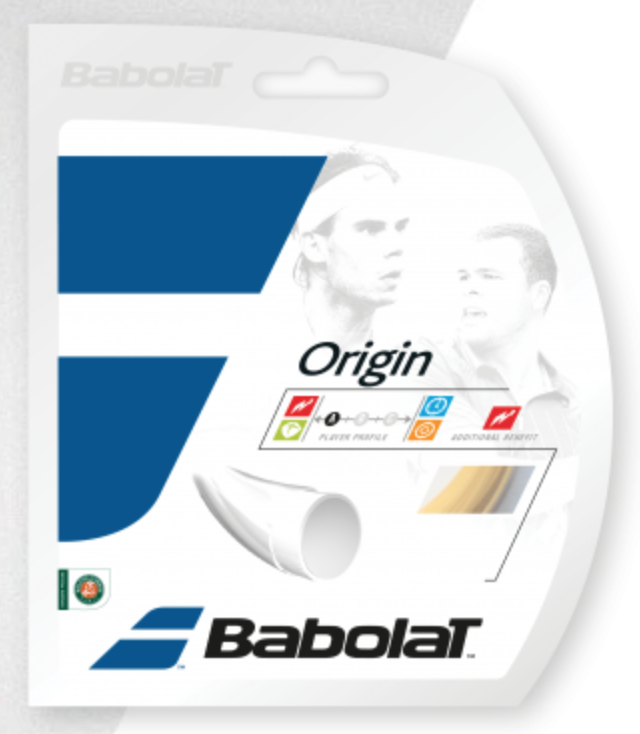 BabolaT
Origin
A B C
PLAYER PROFILE
ADDITIONAL BENEFIT
BabolaT